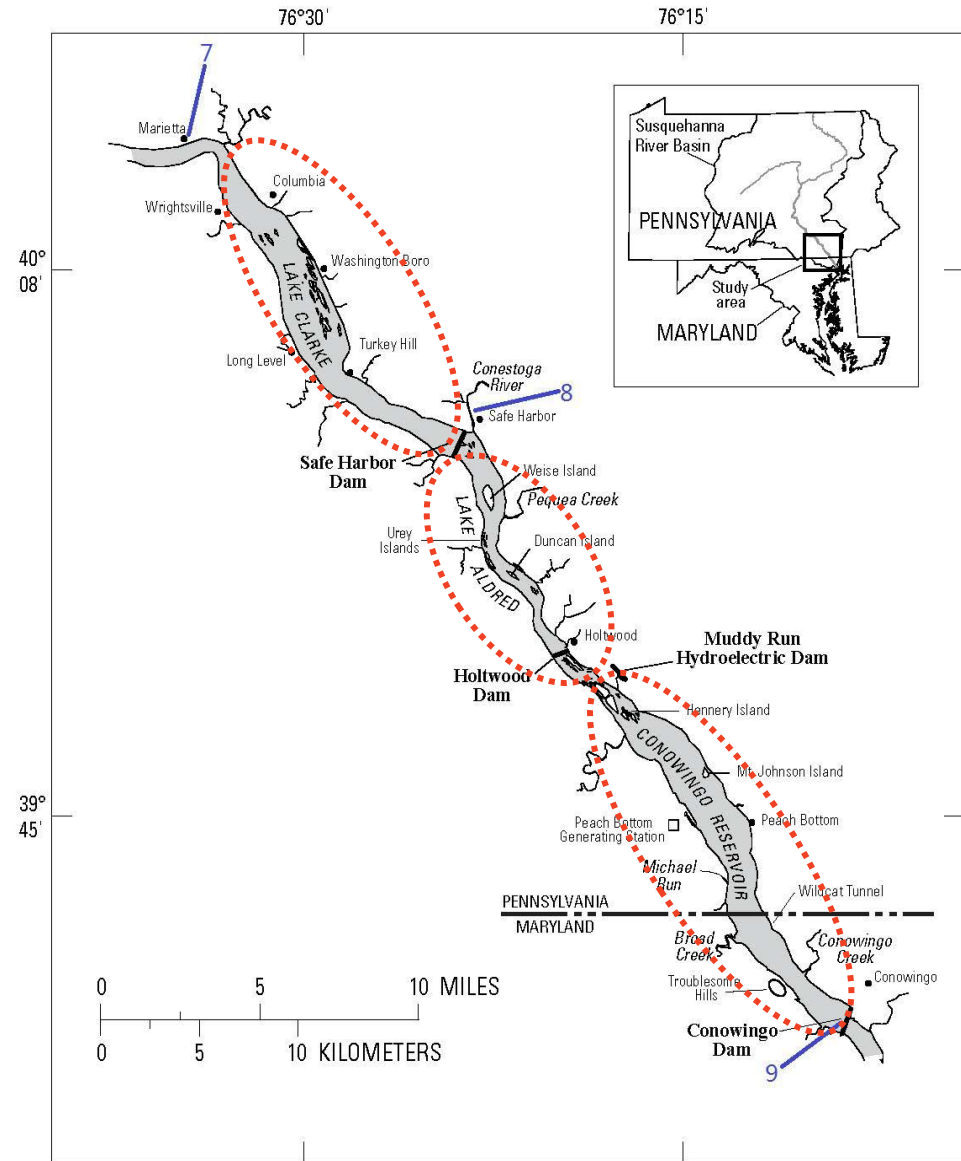 76°30'
76°15'
7
Marietta
Columbia
Wrightsville
Susquehanna
River Basin
PENNSYLVANIA
Study
area
MARYLAND
40°
08'
Washington Boro
LAKE CLARKE
Long Level
Turkey Hill
Conestoga
River
8
Safe Harbor
Safe Harbor
Dam
Weise Island
Pequea Creek
LAKE
ALDRED
Urey
Islands
Duncan Island
Holtwood
Muddy Run
Hydroelectric Dam
Holtwood
Dam
Hennery Island
CONOWINGO RESERVOIR
Mt. Johnson Island
39°
45'
Peach Bottom
Generating Station
Peach Bottom
Michael
Run
Wildcat Tunnel
PENNSYLVANIA
MARYLAND
Broad
Creek
Conowingo
Creek
Troublesome
Hills
Conowingo
Conowingo
Dam
9
0 5 10 MILES
0 5 10 KILOMETERS